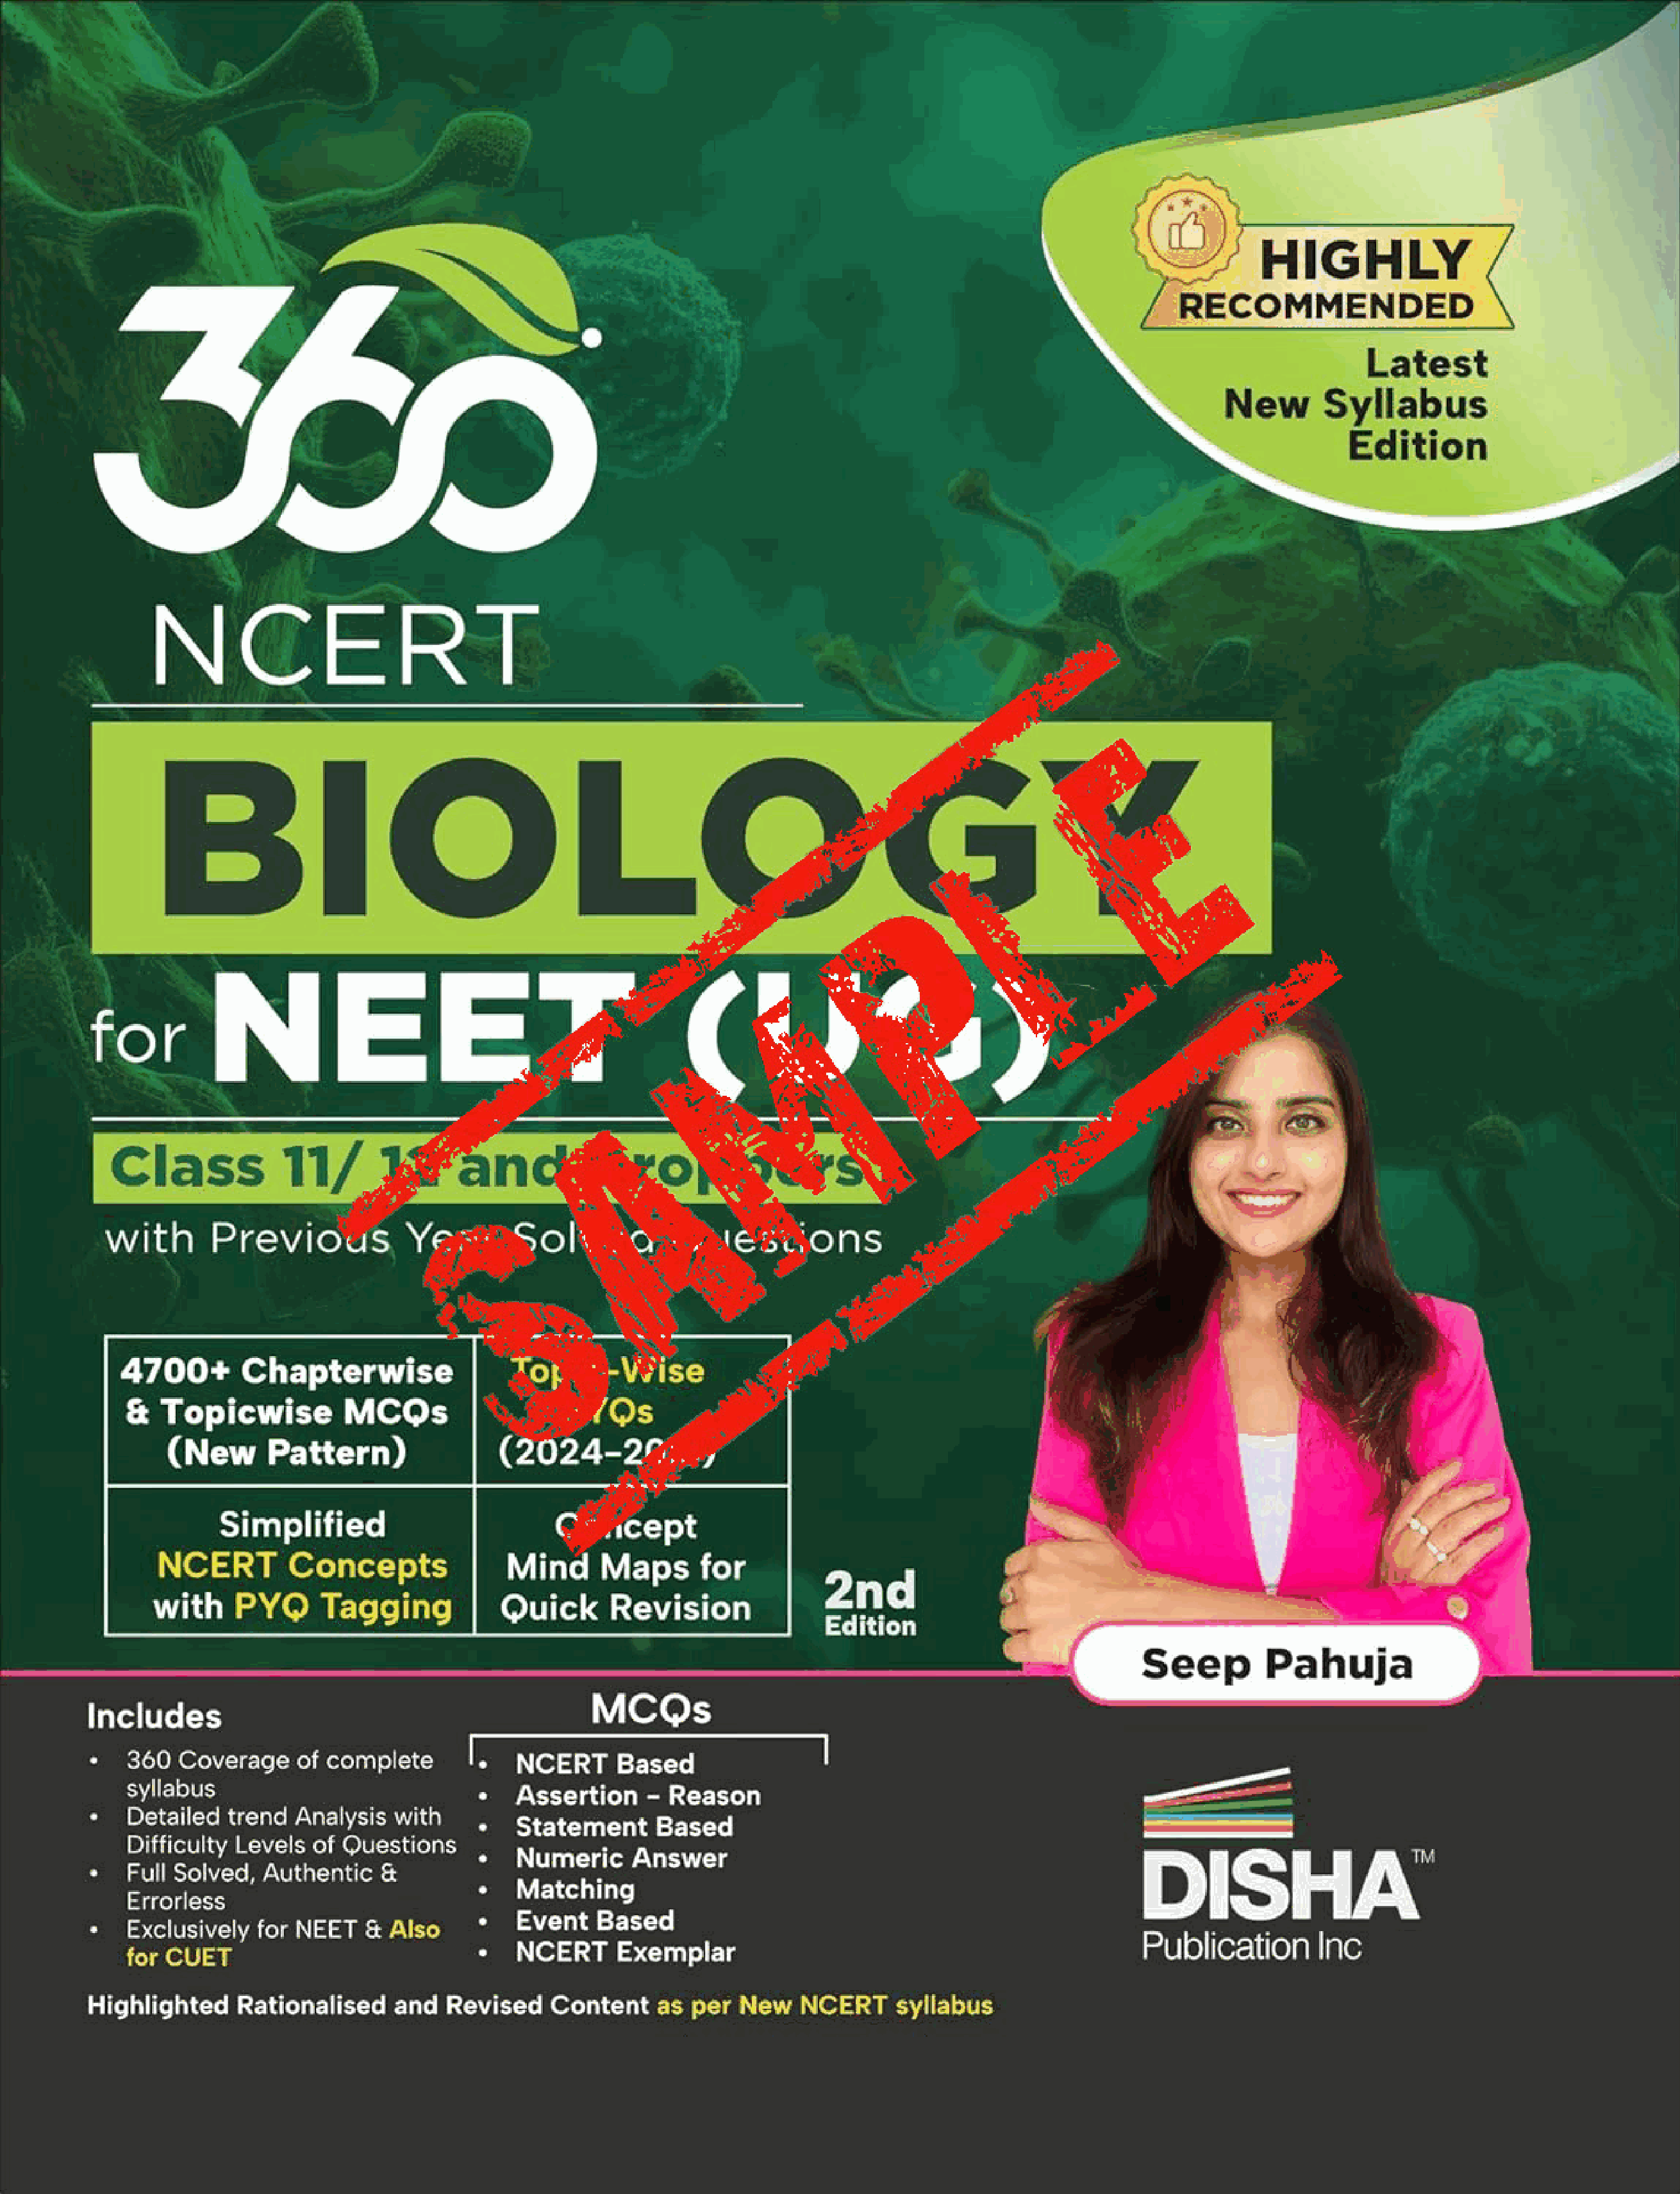 HIGHLY
RECOMMENDED
Latest
New Syllabus
Edition
360
NCERT
BIOLOGY
for NEET (UG)
Class 11/ and
with Previous
SAMPLE
4700+ Chapterwise
& Topicwise MCQs
(New Pattern)
Simplified
NCERT Concepts
with PYQ Tagging
Mind Maps for
Quick Revision
2nd
Edition
Seep Pahuja
Includes
• 360 Coverage of complete
syllabus
• Detailed trend Analysis with
Difficulty Levels of Questions
• Full Solved, Authentic &
Errorless
• Exclusively for NEET & Also
for CUET
MCQs
• NCERT Based
• Assertion – Reason
• Statement Based
• Numeric Answer
• Matching
• Event Based
• NCERT Exemplar
Highlighted Rationalised and Revised Content as per New NCERT syllabus
DISHA™
Publication Inc